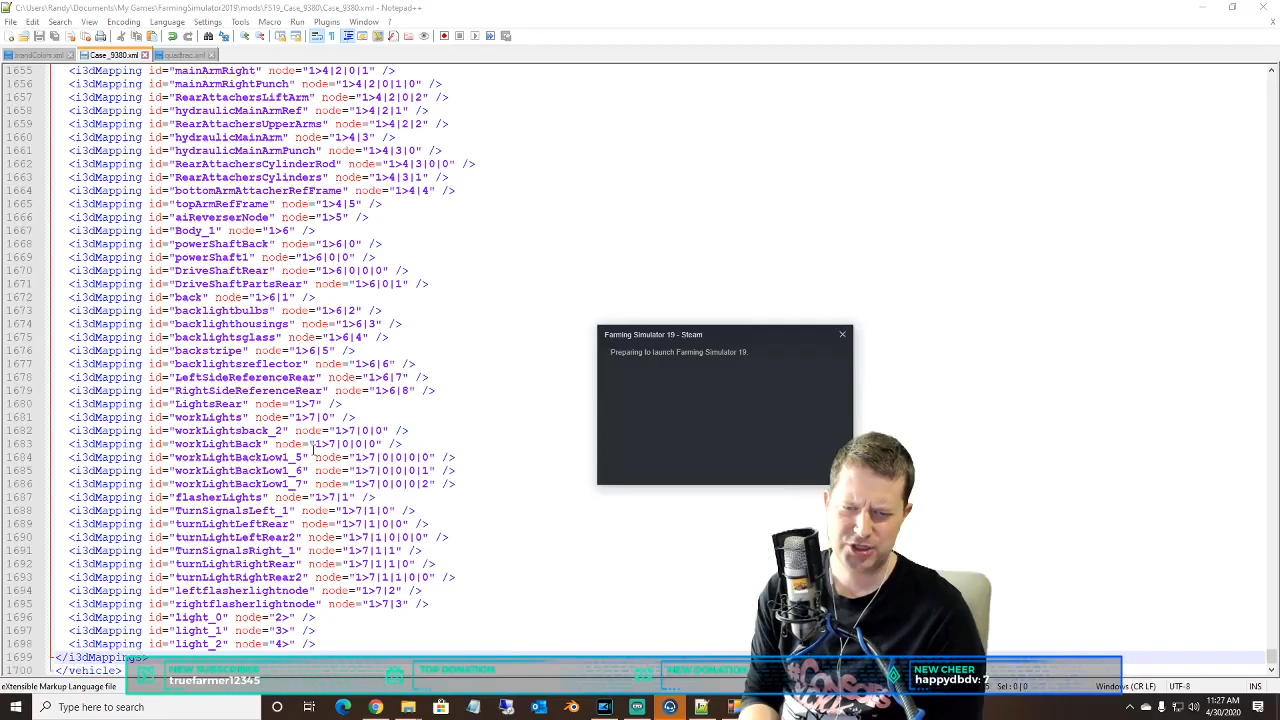 C:\Users\Randy\Documents\My Games\FarmingSimulator2019\mods\FS19_Case_9380\Case_9380.xml - Notepad++
brandColors.xml Case_9380.xml quadtrac.xml
1655 <i3dMapping id="mainArmRight" node="1>4|2|0|1" />
1656 <i3dMapping id="mainArmRightPunch" node="1>4|2|0|1|0" />
1657 <i3dMapping id="RearAttachersLiftArm" node="1>4|2|0|2" />
1658 <i3dMapping id="hydraulicMainArmRef" node="1>4|2|1" />
1659 <i3dMapping id="RearAttachersUpperArms" node="1>4|2|2" />
1660 <i3dMapping id="hydraulicMainArm" node="1>4|3" />
1661 <i3dMapping id="hydraulicMainArmPunch" node="1>4|3|0" />
1662 <i3dMapping id="RearAttachersCylinderRod" node="1>4|3|0|0" />
1663 <i3dMapping id="RearAttachersCylinders" node="1>4|3|1" />
1664 <i3dMapping id="bottomArmAttacherRefFrame" node="1>4|4" />
1665 <i3dMapping id="topArmRefFrame" node="1>4|5" />
1666 <i3dMapping id="aiReverserNode" node="1>5" />
1667 <i3dMapping id="Body_1" node="1>6" />
1668 <i3dMapping id="powerShaftBack" node="1>6|0" />
1669 <i3dMapping id="powerShaft1" node="1>6|0|0" />
1670 <i3dMapping id="DriveShaftRear" node="1>6|0|0|0" />
1671 <i3dMapping id="DriveShaftPartsRear" node="1>6|0|1" />
1672 <i3dMapping id="back" node="1>6|1" />
1673 <i3dMapping id="backlightbulbs" node="1>6|2" />
1674 <i3dMapping id="backlighthousings" node="1>6|3" />
1675 <i3dMapping id="backlightsglass" node="1>6|4" />
1676 <i3dMapping id="backstripe" node="1>6|5" />
1677 <i3dMapping id="backlightsreflector" node="1>6|6" />
1678 <i3dMapping id="LeftSideReferenceRear" node="1>6|7" />
1679 <i3dMapping id="RightSideReferenceRear" node="1>6|8" />
1680 <i3dMapping id="LightsRear" node="1>7" />
1681 <i3dMapping id="workLights" node="1>7|0" />
1682 <i3dMapping id="workLightsback_2" node="1>7|0|0" />
1683 <i3dMapping id="workLightBack" node="1>7|0|0|0" />
1684 <i3dMapping id="workLightBackLow1_5" node="1>7|0|0|0|0" />
1685 <i3dMapping id="workLightBackLow1_6" node="1>7|0|0|0|1" />
1686 <i3dMapping id="workLightBackLow1_7" node="1>7|0|0|0|2" />
1687 <i3dMapping id="flasherLights" node="1>7|1" />
1688 <i3dMapping id="TurnSignalsLeft_1" node="1>7|1|0" />
1689 <i3dMapping id="turnLightLeftRear" node="1>7|1|0|0" />
1690 <i3dMapping id="turnLightLeftRear2" node="1>7|1|0|0|0" />
1691 <i3dMapping id="TurnSignalsRight_1" node="1>7|1|1" />
1692 <i3dMapping id="turnLightRightRear" node="1>7|1|1|0" />
1693 <i3dMapping id="turnLightRightRear2" node="1>7|1|1|0|0" />
1694 <i3dMapping id="leftflasherlightnode" node="1>7|2" />
1695 <i3dMapping id="rightflasherlightnode" node="1>7|3" />
1696 <i3dMapping id="light_0" node="2>" />
1697 <i3dMapping id="light_1" node="3>" />
1698 <i3dMapping id="light_2" node="4>" />
1699 </i3dMappings>
</vehicle>
Farming Simulator 19 - Steam
Preparing to launch Farming Simulator 19.
NEW SUBSCRIBER
truefarmer12345
TOP DONATION
NEW DONATION
NEW CHEER
happydbdv: 7
eXtensible Markup Language file
Sel : 0 | 0
Windows (CR LF)
UTF-8
INS
Type here to search
11:27 AM
4/30/2020